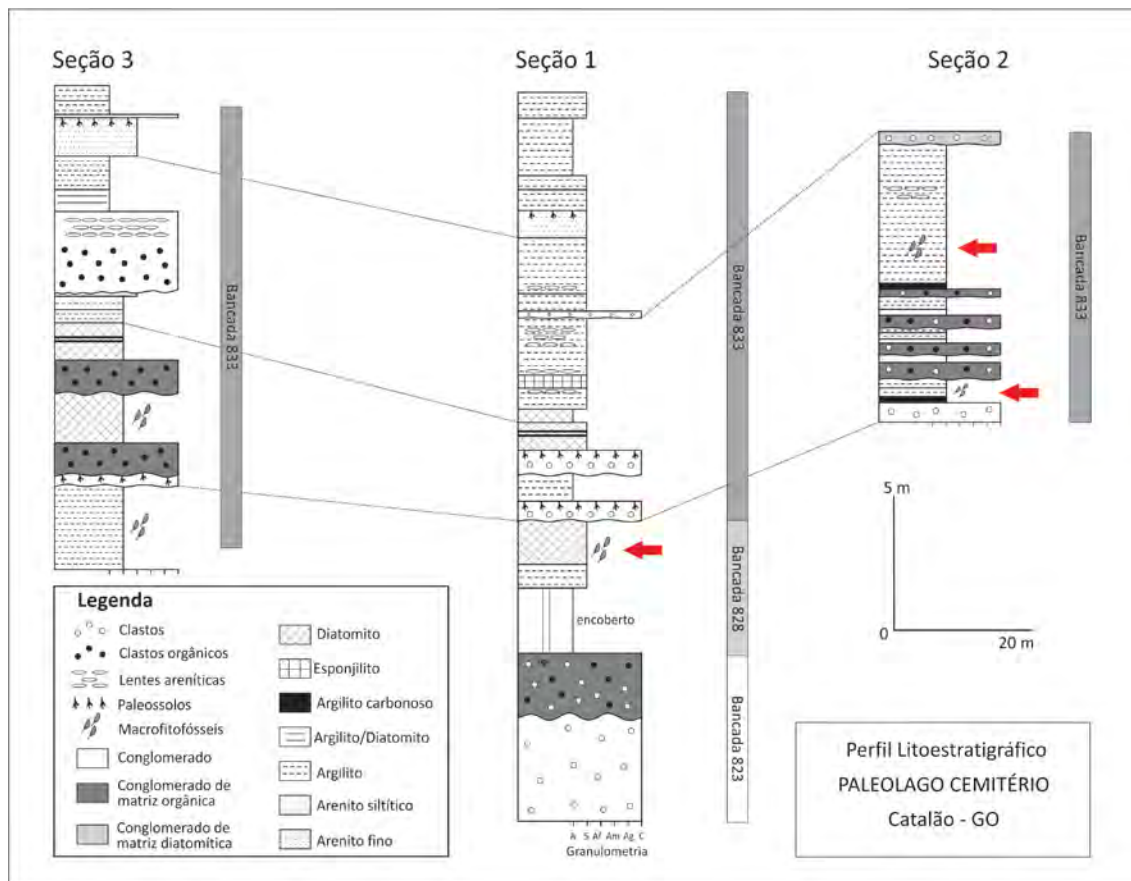 Seção 3
Seção 1
Seção 2
Bancada 833
Bancada 833
Bancada 828
Bancada 823
Bancada 833
encoberto
A S Af Am Ag C
Granulometria
5 m
0
20 m
Legenda
Clastos
Clastos orgânicos
Lentes areníticas
Paleossolos
Macrofitofósseis
Conglomerado
Conglomerado de
matriz orgânica
Conglomerado de
matriz diatomítica
Diatomito
Esponjilito
Argilito carbonoso
Argilito/Diatomito
Argilito
Arenito siltítico
Arenito fino
Perfil Litoestratigráfico
PALEOLAGO CEMITÉRIO
Catalão - GO